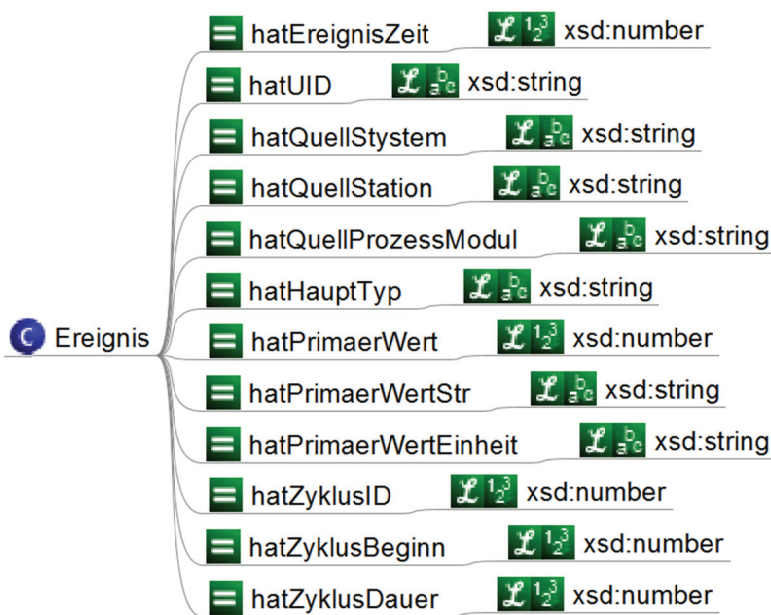 hatEreignisZeit xsd:number
hatUID xsd:string
hatQuellStystem xsd:string
hatQuellStation xsd:string
hatQuellProzessModul xsd:string
hatHauptTyp xsd:string
C Ereignis
hatPrimaerWert xsd:number
hatPrimaerWertStr xsd:string
hatPrimaerWertEinheit xsd:string
hatZyklusID xsd:number
hatZyklusBeginn xsd:number
hatZyklusDauer xsd:number